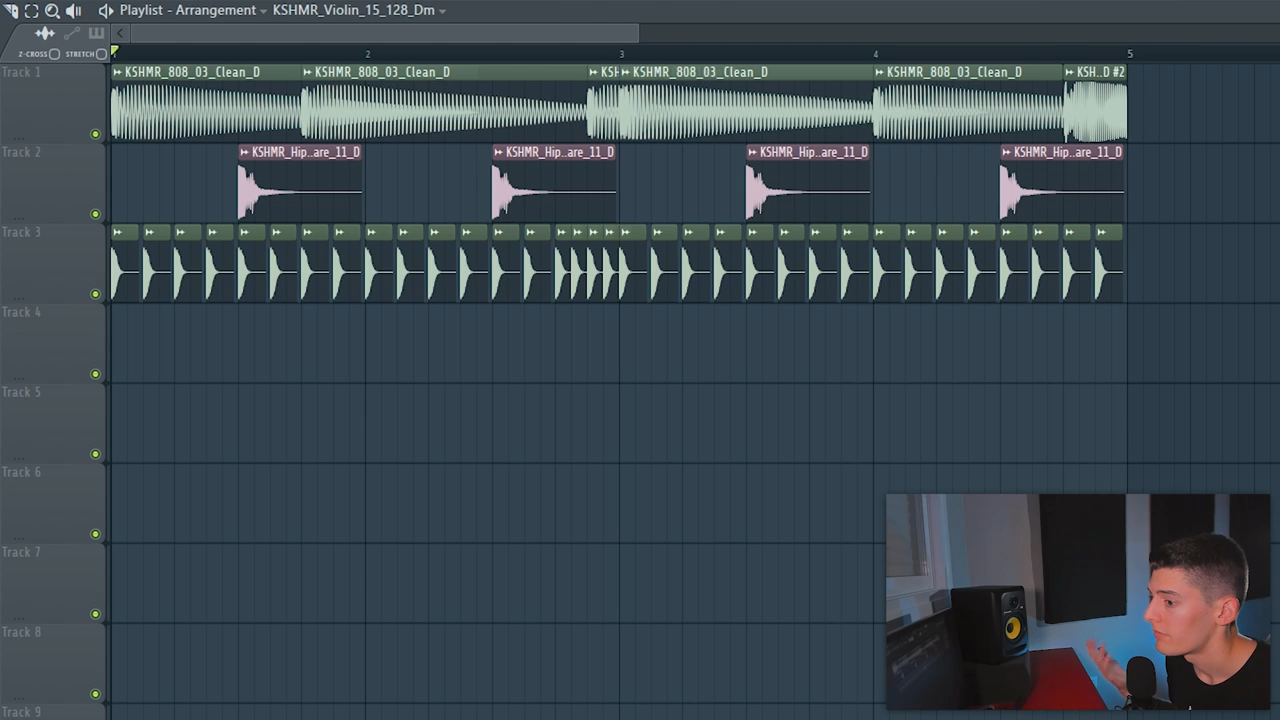 Playlist - Arrangement KSHMR_Violin_15_128_Dm
Z-CROSS STRETCH
1 2 3 4 5
Track 1
KSHMR_808_03_Clean_D KSHMR_808_03_Clean_D KSH KSHMR_808_03_Clean_D KSHMR_808_03_Clean_D KSH..D #2
Track 2
KSHMR_Hip..are_11_D KSHMR_Hip..are_11_D KSHMR_Hip..are_11_D KSHMR_Hip..are_11_D
Track 3
Track 4
Track 5
Track 6
Track 7
Track 8
Track 9